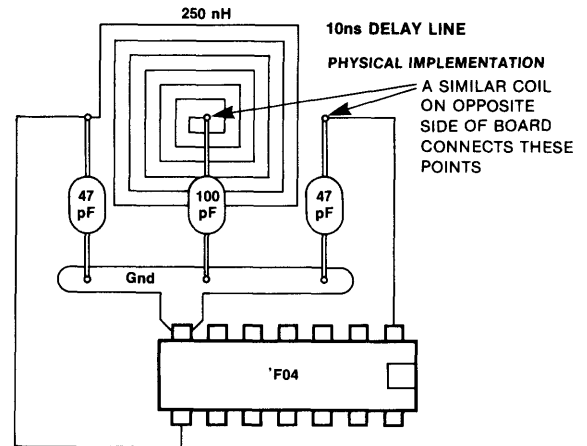 250 nH
10ns DELAY LINE
PHYSICAL IMPLEMENTATION
A SIMILAR COIL
ON OPPOSITE
SIDE OF BOARD
CONNECTS THESE
POINTS
47
pF
100
pF
47
pF
Gnd
'F04